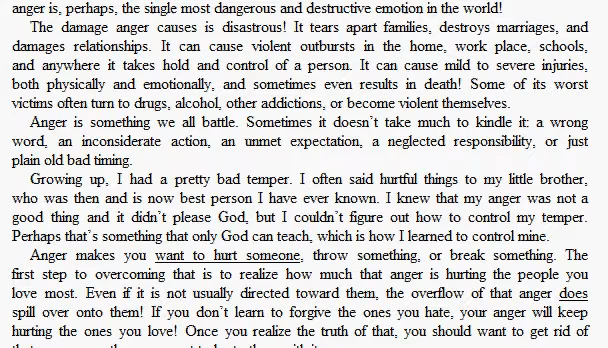 anger is, perhaps, the single most dangerous and destructive emotion in the world!
The damage anger causes is disastrous! It tears apart families, destroys marriages, and
damages relationships. It can cause violent outbursts in the home, work place, schools,
and anywhere it takes hold and control of a person. It can cause mild to severe injuries,
both physically and emotionally, and sometimes even results in death! Some of its worst
victims often turn to drugs, alcohol, other addictions, or become violent themselves.
Anger is something we all battle. Sometimes it doesn't take much to kindle it: a wrong
word, an inconsiderate action, an unmet expectation, a neglected responsibility, or just
plain old bad timing.
Growing up, I had a pretty bad temper. I often said hurtful things to my little brother,
who was then and is now best person I have ever known. I knew that my anger was not a
good thing and it didn't please God, but I couldn't figure out how to control my temper.
Perhaps that's something that only God can teach, which is how I learned to control mine.
Anger makes you want to hurt someone, throw something, or break something. The
first step to overcoming that is to realize how much that anger is hurting the people you
love most. Even if it is not usually directed toward them, the overflow of that anger does
spill over onto them! If you don't learn to forgive the ones you hate, your anger will keep
hurting the ones you love! Once you realize the truth of that, you should want to get rid of